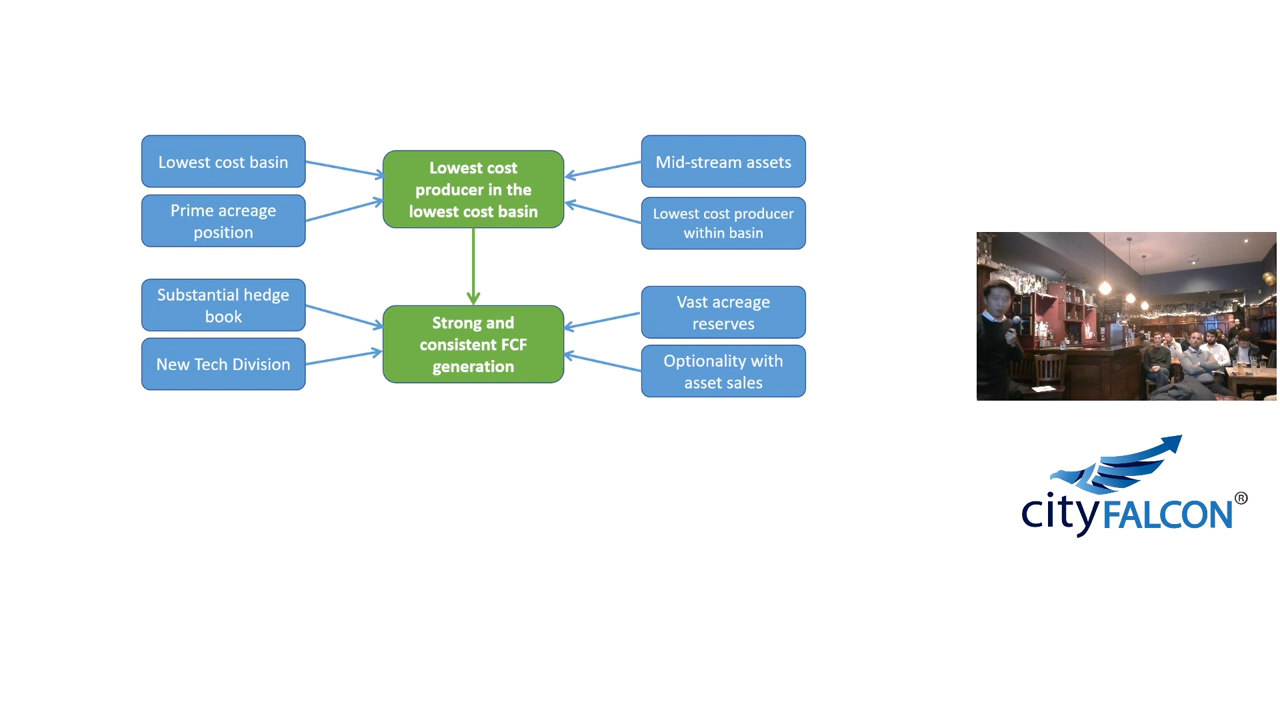 Lowest cost basin
Prime acreage
position
Lowest cost
producer in the
lowest cost basin
Mid-stream assets
Lowest cost producer
within basin
Substantial hedge
book
New Tech Division
Strong and
consistent FCF
generation
Vast acreage
reserves
Optionality with
asset sales
cityFALCON®